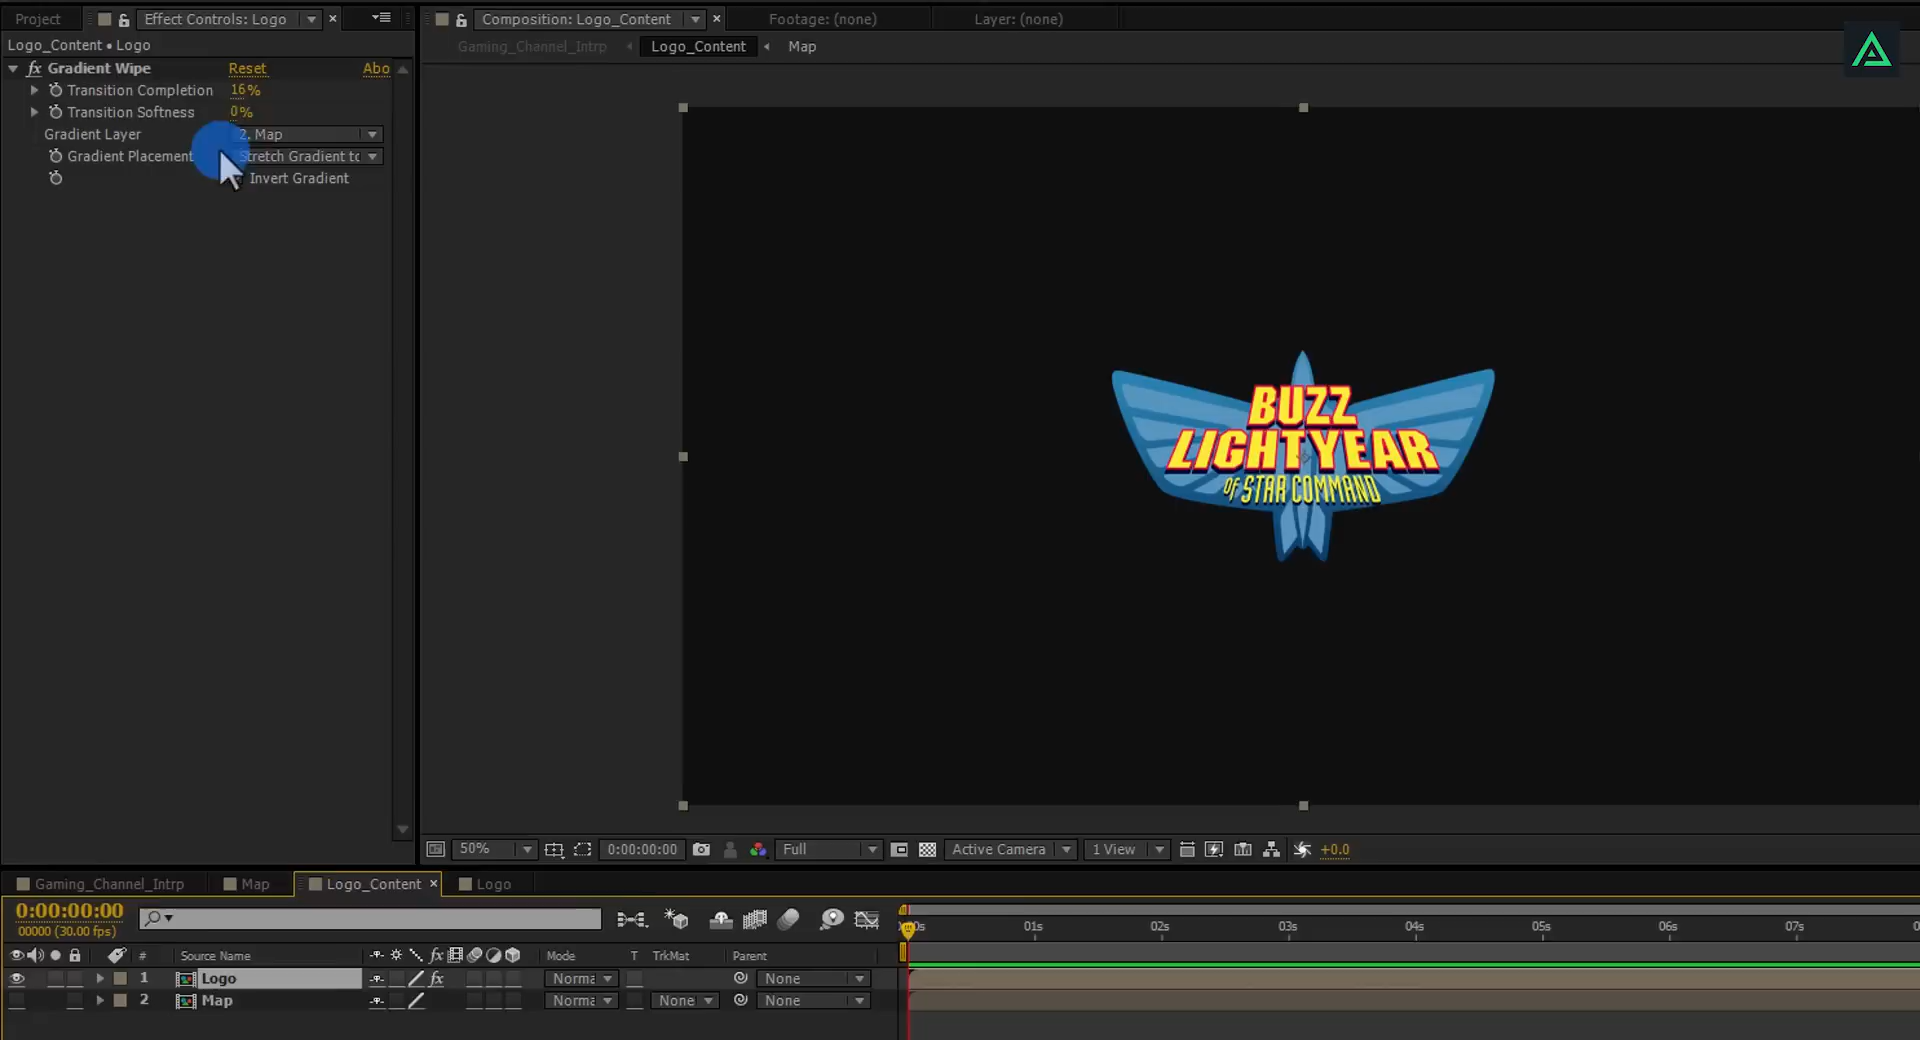 Project
Effect Controls: Logo
Composition: Logo_Content
Footage: (none)
Layer: (none)
Logo_Content • Logo
Gaming_Channel_Intrp
Logo_Content
Map
fx Gradient Wipe
Reset
Abo
Transition Completion
16%
Transition Softness
0%
Gradient Layer
2. Map
Gradient Placement
Stretch Gradient to
Invert Gradient
BUZZ
LIGHTYEAR
OF STAR COMMAND
50%
0:00:00:00
Full
Active Camera
1 View
+0.0
Gaming_Channel_Intrp
Map
Logo_Content
Logo
0:00:00:00
00000 (30.00 fps)
01s
02s
03s
04s
05s
06s
07s
#
Source Name
fx
Mode
T
TrkMat
Parent
1
Logo
fx
Norma
None
2
Map
Norma
None
None